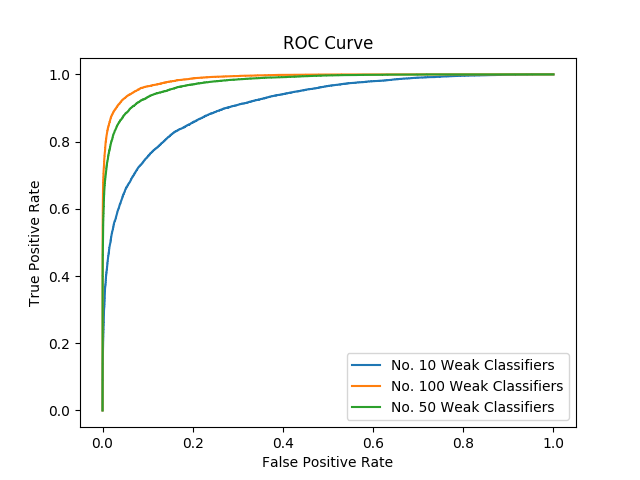 ROC Curve
1.0
0.8
0.6
0.4
0.2
0.0
True Positive Rate
No. 10 Weak Classifiers
No. 100 Weak Classifiers
No. 50 Weak Classifiers
0.0 0.2 0.4 0.6 0.8 1.0
False Positive Rate